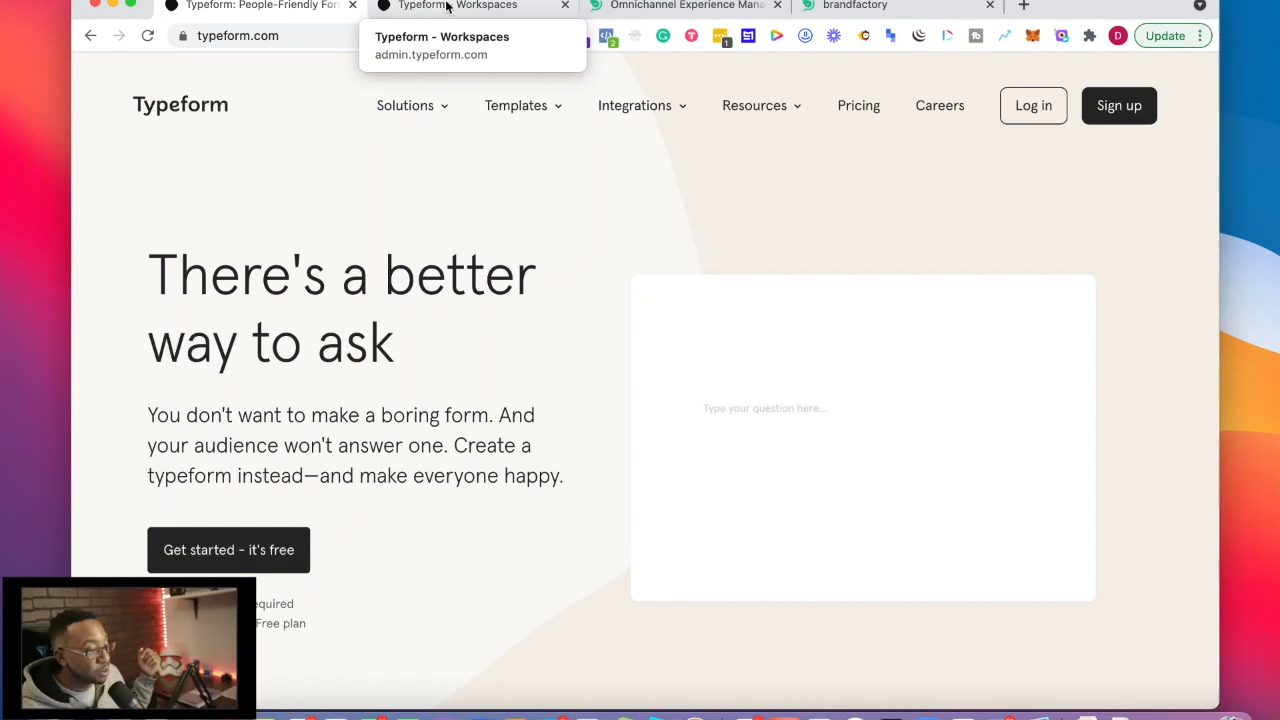 Typeform: People-Friendly For
Typeform - Workspaces
Omnichannel Experience Mana
brandfactory
typeform.com
Update
Typeform - Workspaces
admin.typeform.com
2
1
D
Typeform
Solutions
Templates
Integrations
Resources
Pricing
Careers
Log in
Sign up
There's a better
way to ask
Type your question here...
You don't want to make a boring form. And
your audience won't answer one. Create a
typeform instead—and make everyone happy.
Get started - it's free
equired
Free plan